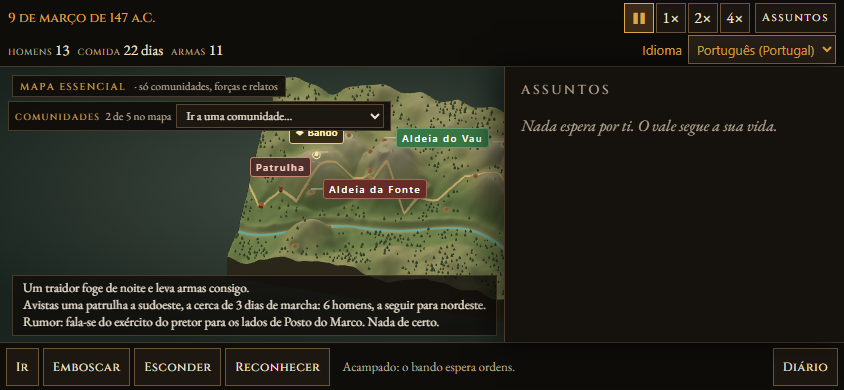 9 DE MARÇO DE 147 A.C.
1× 2× 4× ASSUNTOS
HOMENS 13 COMIDA 22 dias ARMAS 11
Idioma Português (Portugal)
MAPA ESSENCIAL · só comunidades, forças e relatos
COMUNIDADES 2 de 5 no mapa Ir a uma comunidade...
Bando
Aldeia do Vau
Patrulha
Aldeia da Fonte
ASSUNTOS
Nada espera por ti. O vale segue a sua vida.
Um traidor foge de noite e leva armas consigo.
Avistas uma patrulha a sudoeste, a cerca de 3 dias de marcha: 6 homens, a seguir para nordeste.
Rumor: fala-se do exército do pretor para os lados de Posto do Marco. Nada de certo.
IR EMBOSCAR ESCONDER RECONHECER Acampado: o bando espera ordens. DIÁRIO